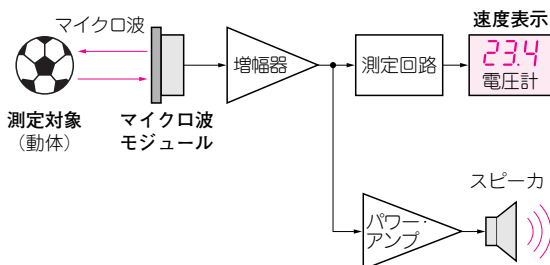 マイクロ波
測定対象
(動体)
マイクロ波
モジュール
増幅器
測定回路
速度表示
23.4
電圧計
パワー・
アンプ
スピーカ